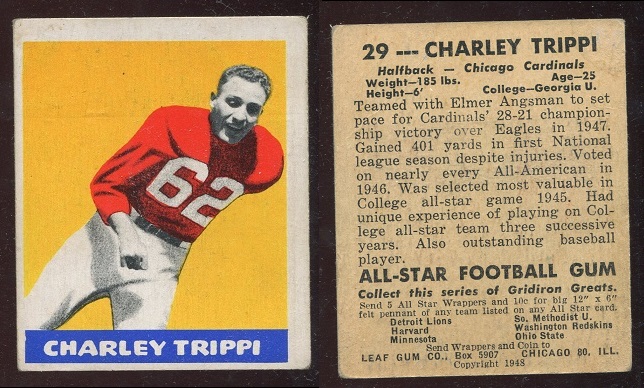 62
CHARLEY TRIPPI
29 --- CHARLEY TRIPPI
Halfback — Chicago Cardinals
Weight—185 lbs. Age—25
Height—6' College—Georgia U.
Teamed with Elmer Angsman to set
pace for Cardinals' 28-21 champion-
ship victory over Eagles in 1947.
Gained 401 yards in first National
league season despite injuries. Voted
on nearly every All-American in
1946. Was selected most valuable in
College all-star game 1945. Had
unique experience of playing on Col-
lege all-star team three successive
years. Also outstanding baseball
player.
ALL-STAR FOOTBALL GUM
Collect this series of Gridiron Greats.
Send 5 All Star Wrappers and 10c for big 12" x 6"
felt pennant of any team listed on any All Star card.
Detroit Lions So. Methodist U.
Harvard Washington Redskins
Minnesota Ohio State
Send Wrappers and Coin to
LEAF GUM CO., Box 5907 CHICAGO 80, ILL.
Copyright 1948